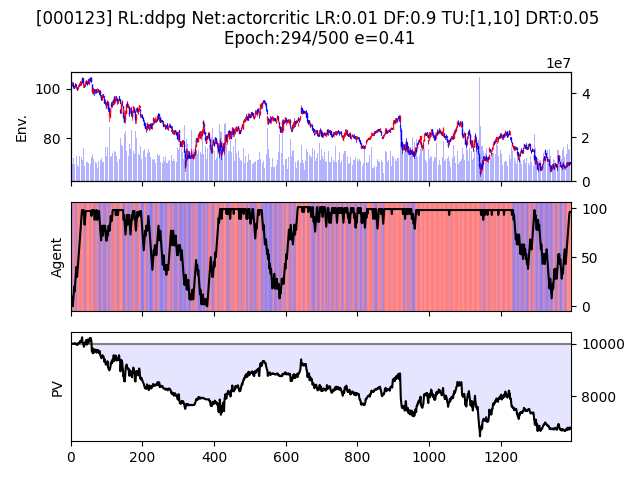 [000123] RL:ddpg Net:actorcritic LR:0.01 DF:0.9 TU:[1,10] DRT:0.05
Epoch:294/500 e=0.41
1e7
Env.
100
80
4
2
0
Agent
100
50
0
PV
10000
8000
0 200 400 600 800 1000 1200